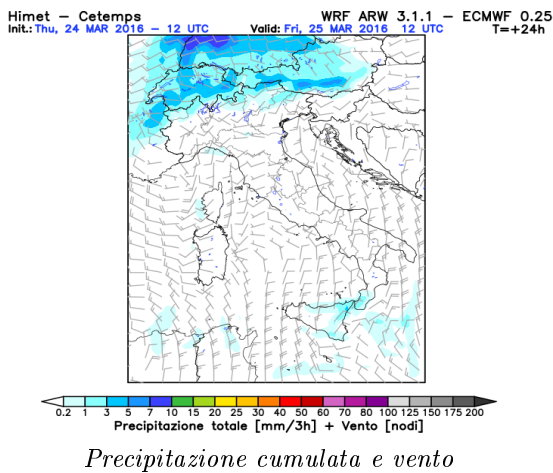 Himet – Cetemps WRF ARW 3.1.1 – ECMWF 0.25
Init.: Thu, 24 MAR 2016 – 12 UTC Valid: Fri, 25 MAR 2016 12 UTC T=+24h
0.2 1 3 5 7 10 15 20 25 30 40 50 60 70 80 100 125 150 175 200
Precipitazione totale [mm/3h] + Vento [nodi]
Precipitazione cumulata e vento